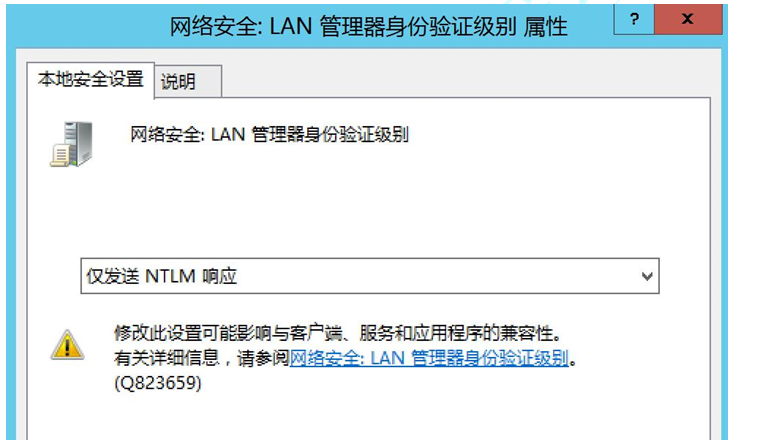 网络安全: LAN 管理器身份验证级别 属性
? x
本地安全设置 说明
网络安全: LAN 管理器身份验证级别
仅发送 NTLM 响应
修改此设置可能影响与客户端、服务和应用程序的兼容性。
有关详细信息，请参阅网络安全: LAN 管理器身份验证级别。
(Q823659)